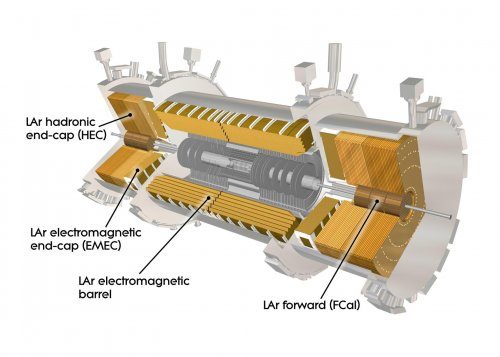 LAr hadronic
end-cap (HEC)
LAr electromagnetic
end-cap (EMEC)
LAr electromagnetic
barrel
LAr forward (FCal)